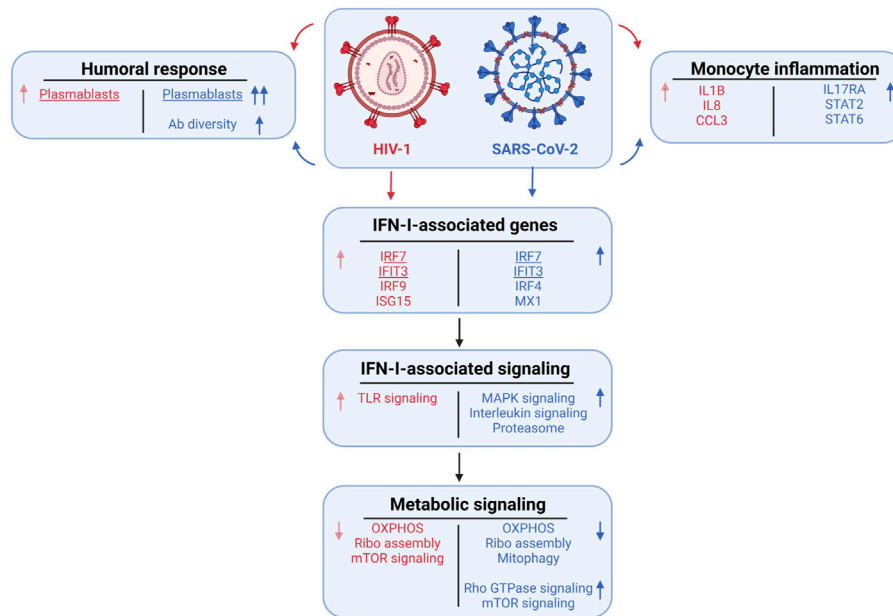 HIV-1
SARS-CoV-2
Humoral response
Plasmablasts
Plasmablasts
Ab diversity
Monocyte inflammation
IL1B
IL8
CCL3
IL17RA
STAT2
STAT6
IFN-I-associated genes
IRF7
IFIT3
IRF9
ISG15
IRF7
IFIT3
IRF4
MX1
IFN-I-associated signaling
TLR signaling
MAPK signaling
Interleukin signaling
Proteasome
Metabolic signaling
OXPHOS
Ribo assembly
mTOR signaling
OXPHOS
Ribo assembly
Mitophagy
Rho GTPase signaling
mTOR signaling